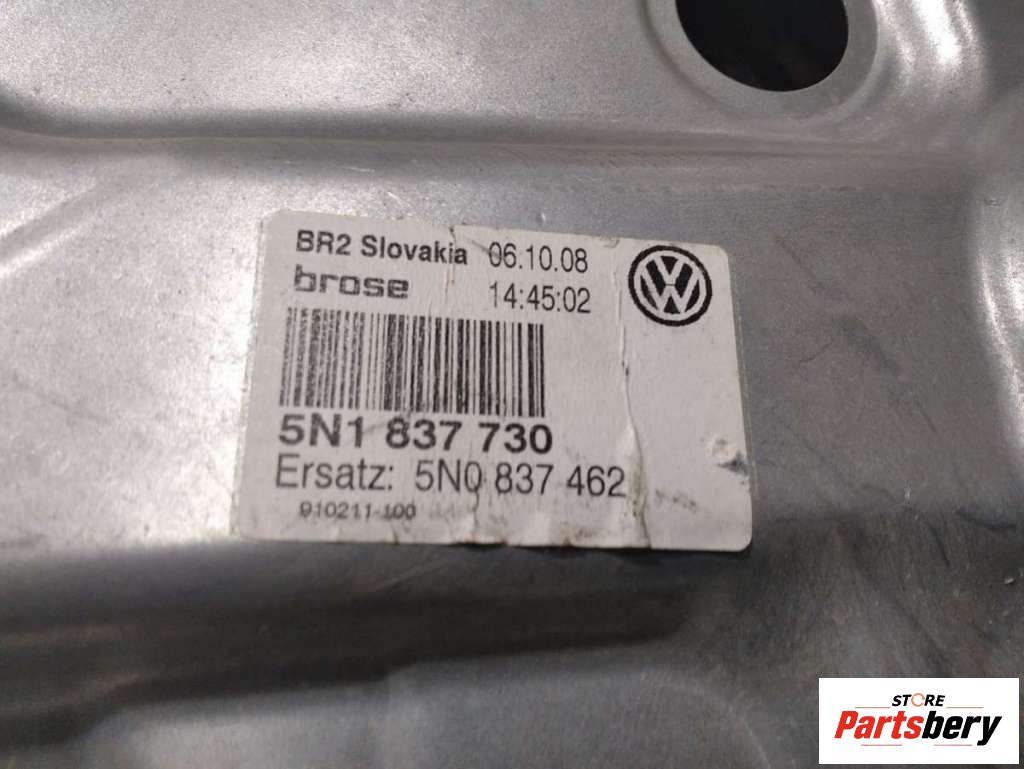 BR2 Slovakia 06.10.08
brose 14:45:02
5N1 837 730
Ersatz: 5N0 837 462
910211-100
STORE
Partsbery